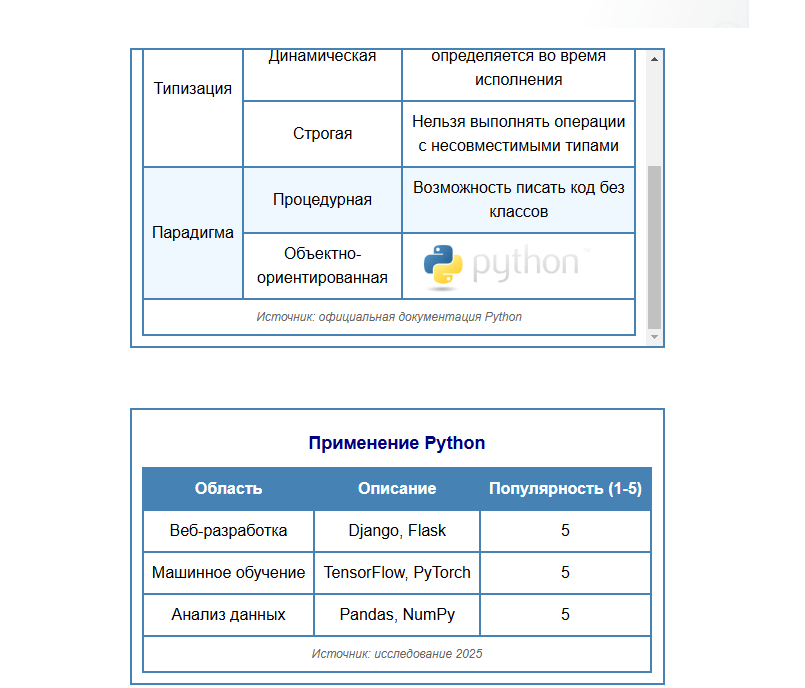 Динамическая
определяется во время
исполнения
Типизация
Строгая
Нельзя выполнять операции
с несовместимыми типами
Парадигма
Процедурная
Возможность писать код без
классов
Объектно-
ориентированная
python
Источник: официальная документация Python
Применение Python
Область Описание Популярность (1-5)
Веб-разработка Django, Flask 5
Машинное обучение TensorFlow, PyTorch 5
Анализ данных Pandas, NumPy 5
Источник: исследование 2025